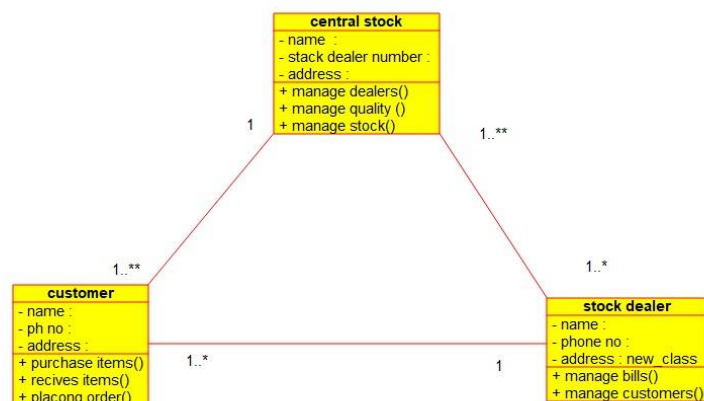 central stock
- name :
- stack dealer number :
- address :
+ manage dealers()
+ manage quality ()
+ manage stock()
1
1..**
1..**
1..*
customer
- name :
- ph no :
- address :
+ purchase items()
+ recives items()
+ placong order()
1..*
1
stock dealer
- name :
- phone no :
- address : new_class
+ manage bills()
+ manage customers()